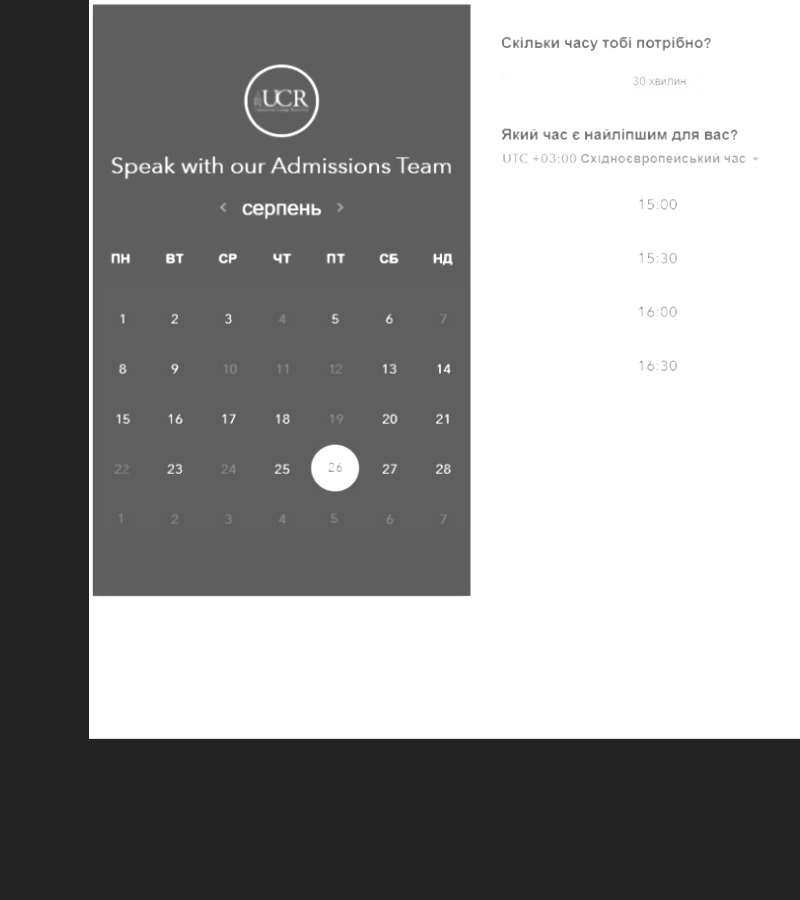 UCR
Speak with our Admissions Team
серпень
ПН ВТ СР ЧТ ПТ СБ НД
1 2 3 4 5 6 7
8 9 10 11 12 13 14
15 16 17 18 19 20 21
22 23 24 25 26 27 28
1 2 3 4 5 6 7
Скільки часу тобі потрібно?
30 хвилин
Який час є найліпшим для вас?
UTC +03:00 Східноєвропейський час
15:00
15:30
16:00
16:30